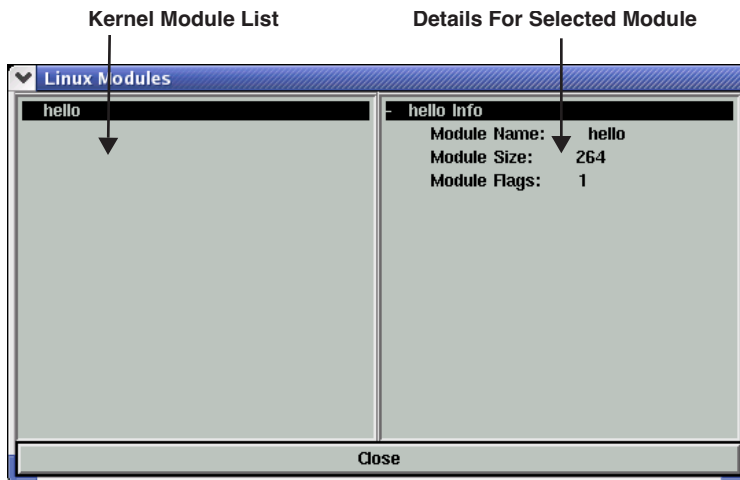 Kernel Module List
Details For Selected Module
Linux Modules
hello
- hello Info
Module Name: hello
Module Size: 264
Module Flags: 1
Close